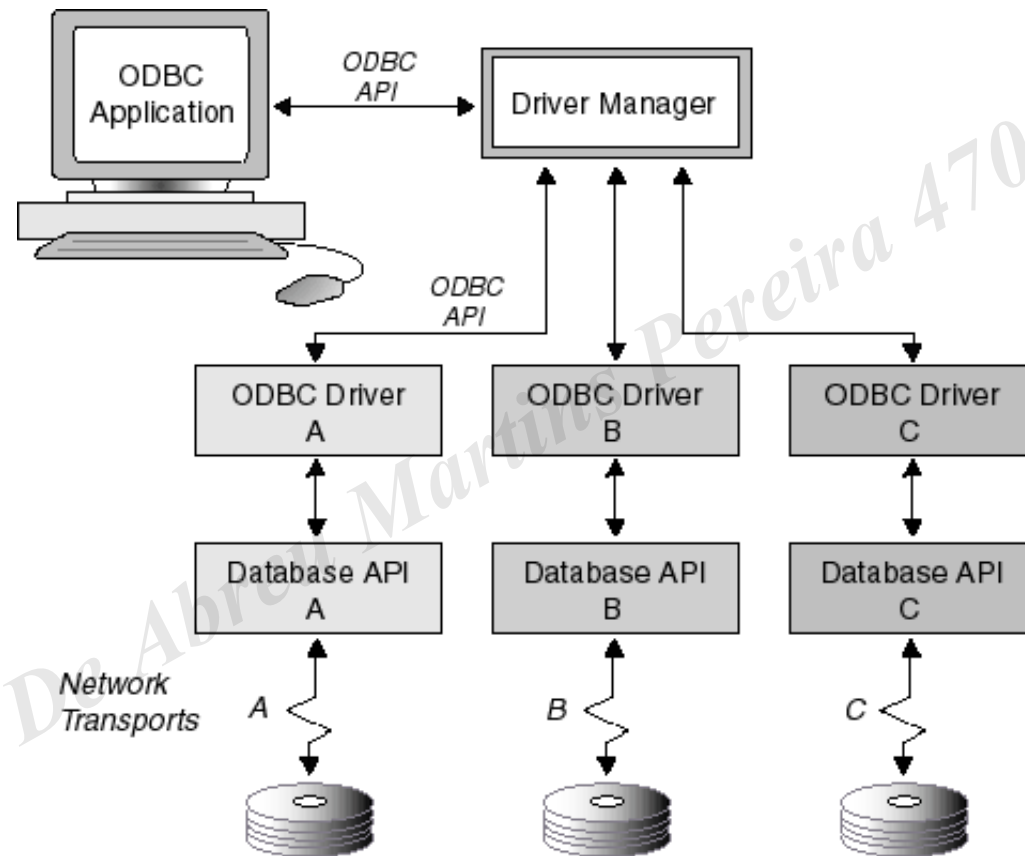 ODBC
Application
ODBC
API
Driver Manager
ODBC
API
ODBC Driver
A
ODBC Driver
B
ODBC Driver
C
Database API
A
Database API
B
Database API
C
Network
Transports
A
B
C
De Abreu Martins Pereira 470